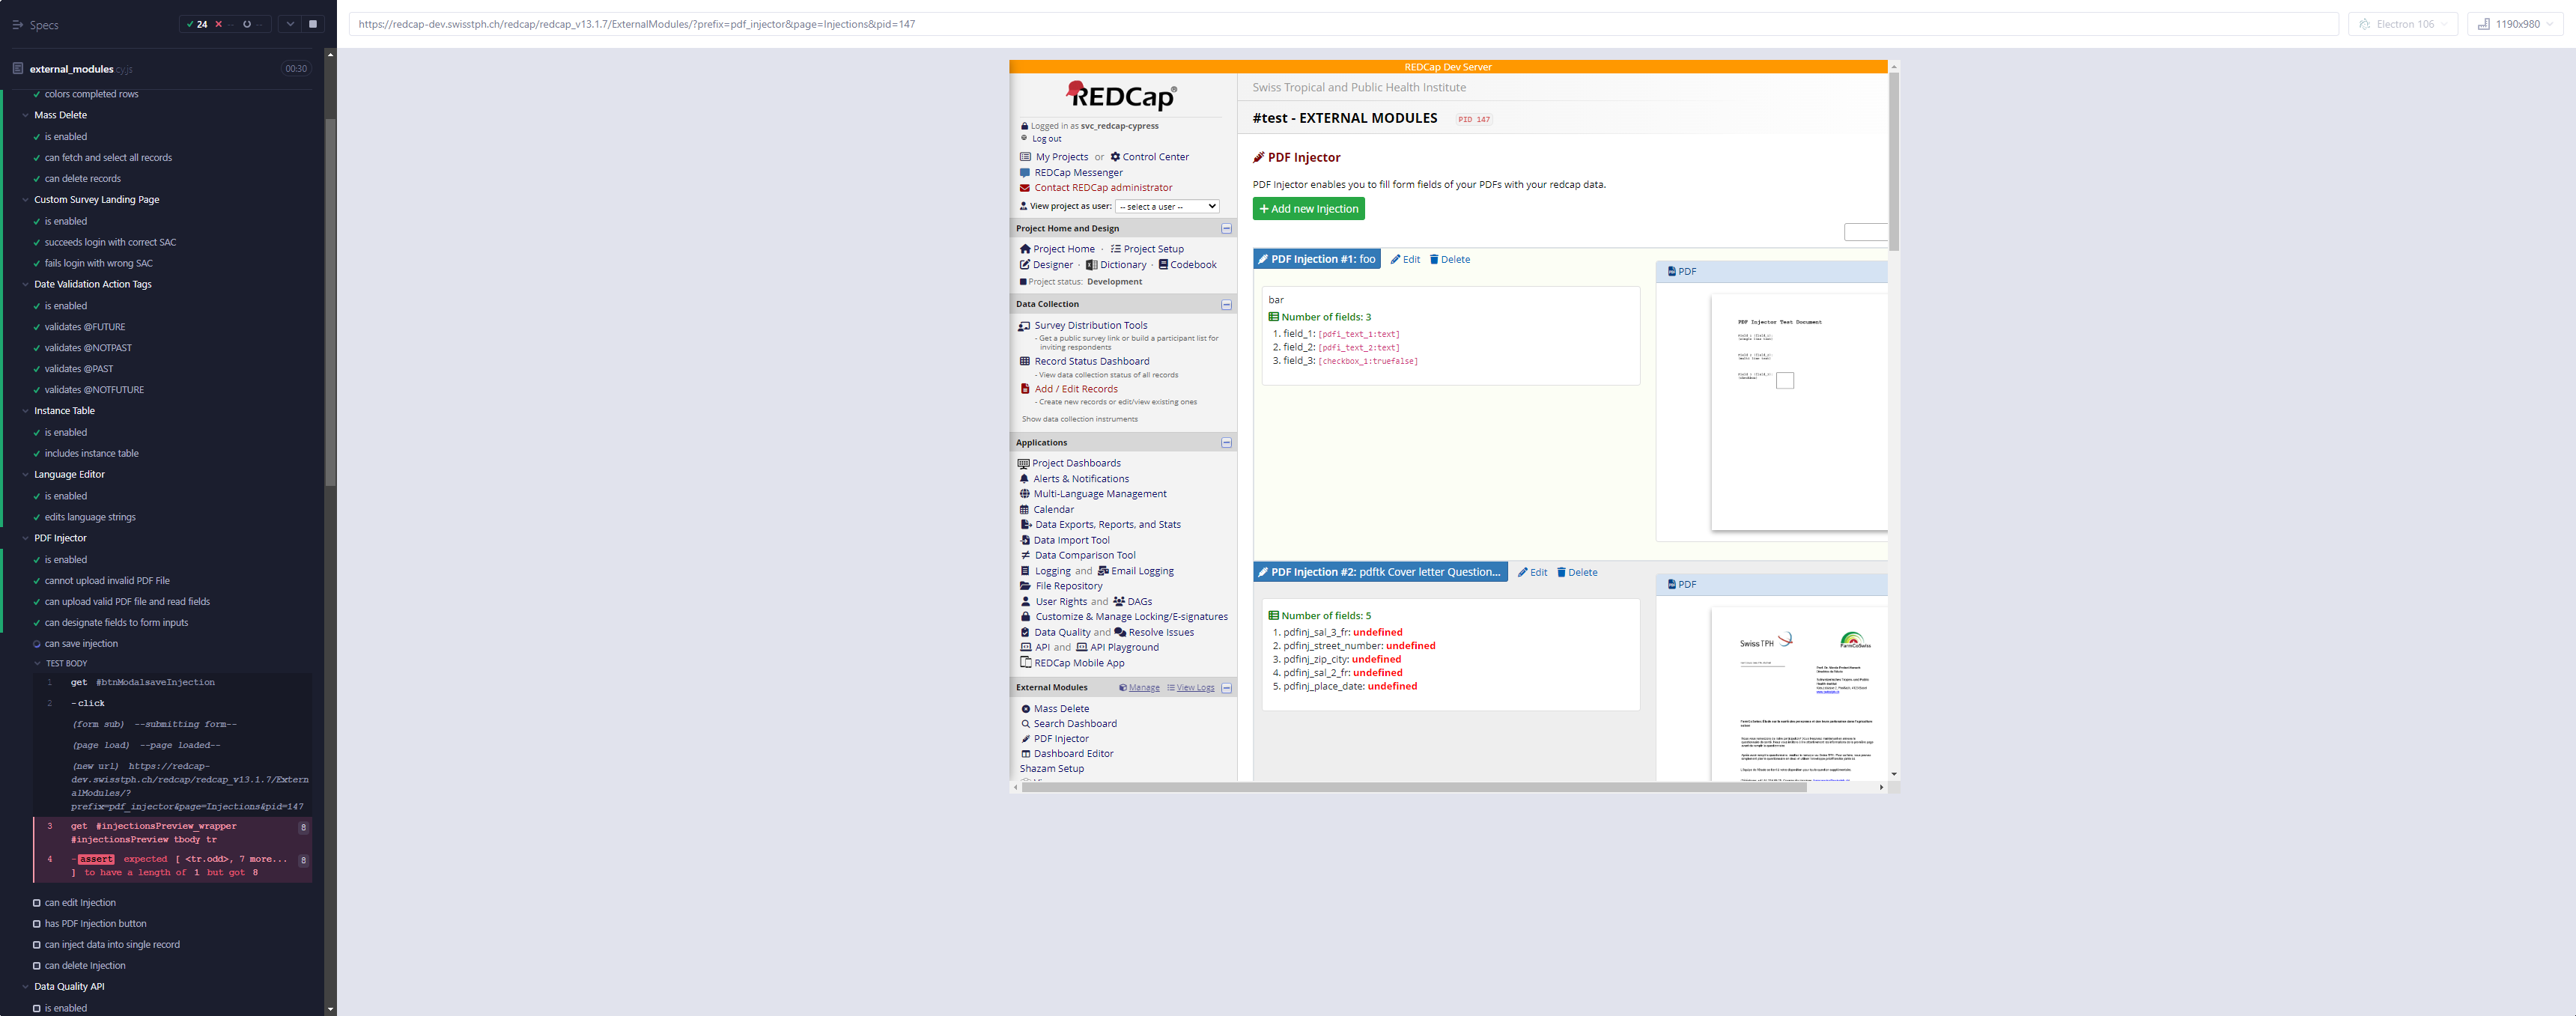 Specs
24 -- --
external_modules.cy.js 00:30
colors completed rows
Mass Delete
is enabled
can fetch and select all records
can delete records
Custom Survey Landing Page
is enabled
succeeds login with correct SAC
fails login with wrong SAC
Date Validation Action Tags
is enabled
validates @FUTURE
validates @NOTPAST
validates @PAST
validates @NOTFUTURE
Instance Table
is enabled
includes instance table
Language Editor
is enabled
edits language strings
PDF Injector
is enabled
cannot upload invalid PDF File
can upload valid PDF file and read fields
can designate fields to form inputs
can save injection
TEST BODY
1 get #btnModalsaveInjection
2 -click
(form sub) --submitting form--
(page load) --page loaded--
(new url) https://redcap-
dev.swisstph.ch/redcap/redcap_v13.1.7/Extern
alModules/?
prefix=pdf_injector&page=Injections&pid=147
3 get #injectionsPreview_wrapper 8
#injectionsPreview tbody tr
4 -assert expected [ <tr.odd>, 7 more... 8
] to have a length of 1 but got 8
can edit Injection
has PDF Injection button
can inject data into single record
can delete Injection
Data Quality API
is enabled
https://redcap-dev.swisstph.ch/redcap/redcap_v13.1.7/ExternalModules/?prefix=pdf_injector&page=Injections&pid=147
Electron 106
1190x980
REDCap Dev Server
REDCap®
Logged in as svc_redcap-cypress
Log out
My Projects or Control Center
REDCap Messenger
Contact REDCap administrator
View project as user: -- select a user --
Project Home and Design
Project Home · Project Setup
Designer · Dictionary · Codebook
Project status: Development
Data Collection
Survey Distribution Tools
- Get a public survey link or build a participant list for
inviting respondents
Record Status Dashboard
- View data collection status of all records
Add / Edit Records
- Create new records or edit/view existing ones
Show data collection instruments
Applications
Project Dashboards
Alerts & Notifications
Multi-Language Management
Calendar
Data Exports, Reports, and Stats
Data Import Tool
Data Comparison Tool
Logging and Email Logging
File Repository
User Rights and DAGs
Customize & Manage Locking/E-signatures
Data Quality and Resolve Issues
API and API Playground
REDCap Mobile App
External Modules Manage View Logs
Mass Delete
Search Dashboard
PDF Injector
Dashboard Editor
Shazam Setup
Swiss Tropical and Public Health Institute
#test - EXTERNAL MODULES PID 147
PDF Injector
PDF Injector enables you to fill form fields of your PDFs with your redcap data.
+ Add new Injection
PDF Injection #1: foo Edit Delete
PDF
bar
Number of fields: 3
1. field_1: [pdfi_text_1:text]
2. field_2: [pdfi_text_2:text]
3. field_3: [checkbox_1:truefalse]
PDF Injector Test Document
PDF Injection #2: pdftk Cover letter Question... Edit Delete
PDF
Number of fields: 5
1. pdfinj_sal_3_fr: undefined
2. pdfinj_street_number: undefined
3. pdfinj_zip_city: undefined
4. pdfinj_sal_2_fr: undefined
5. pdfinj_place_date: undefined
Swiss TPH
FarmCoSwiss